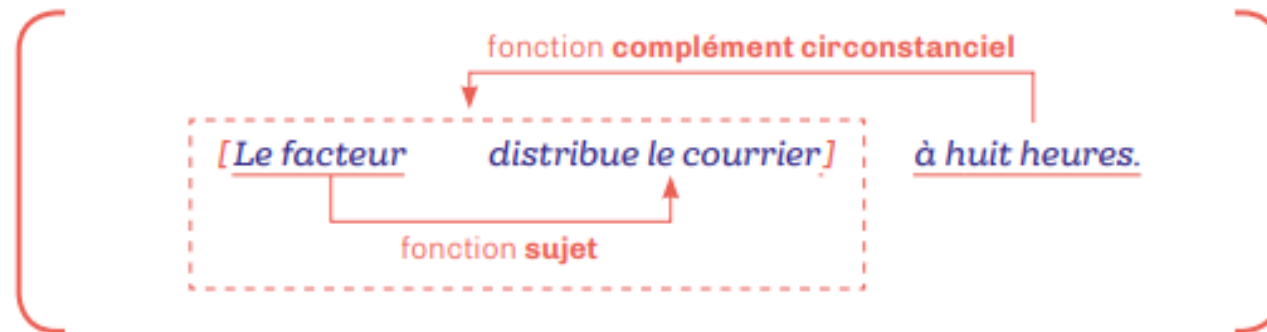 fonction complément circonstanciel
[Le facteur distribue le courrier] à huit heures.
fonction sujet